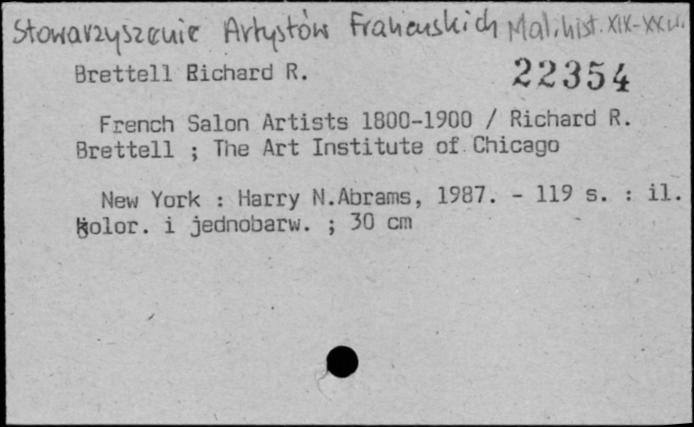 Stowarzyszenie Artystów Francuskich Mal. hist. XIX-XX w.
Brettell Richard R.
22354
French Salon Artists 1800-1900 / Richard R.
Brettell ; The Art Institute of Chicago
New York : Harry N.Abrams, 1987. - 119 s. : il.
kolor. i jednobarw. ; 30 cm